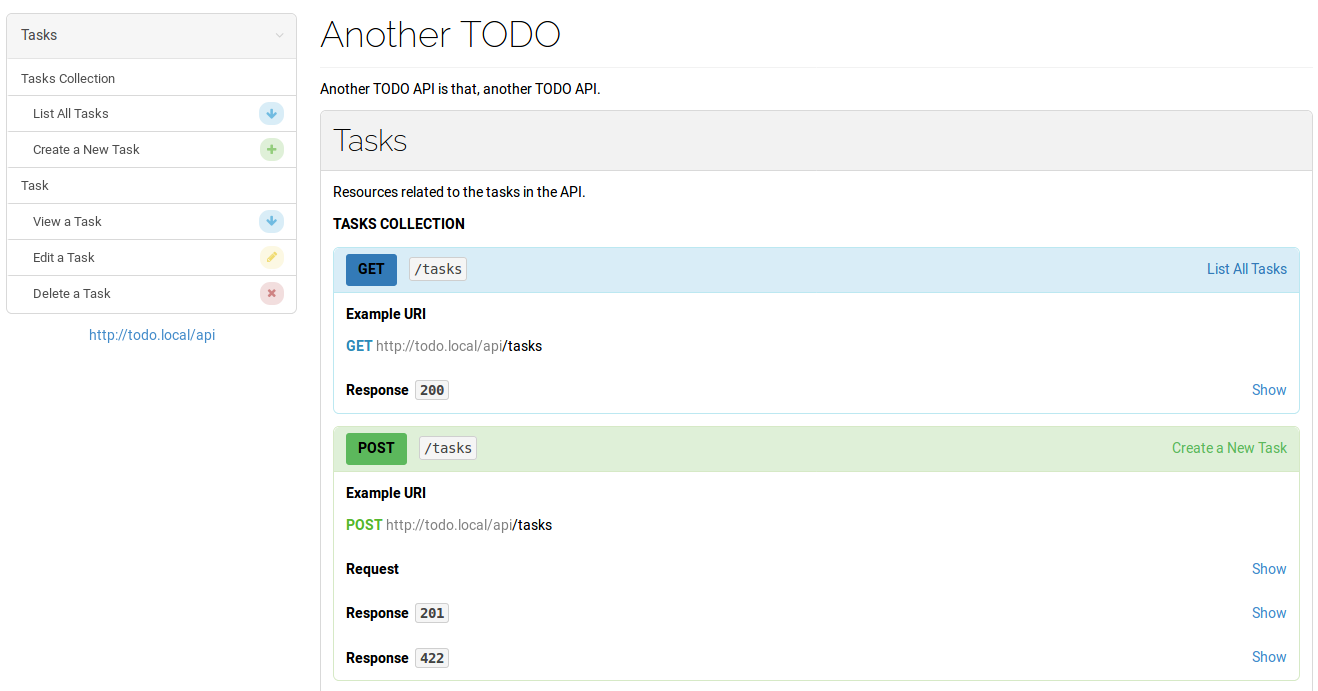 Tasks
Tasks Collection
List All Tasks
Create a New Task
Task
View a Task
Edit a Task
Delete a Task
http://todo.local/api
Another TODO
Another TODO API is that, another TODO API.
Tasks
Resources related to the tasks in the API.
TASKS COLLECTION
GET /tasks List All Tasks
Example URI
GET http://todo.local/api/tasks
Response 200 Show
POST /tasks Create a New Task
Example URI
POST http://todo.local/api/tasks
Request Show
Response 201 Show
Response 422 Show